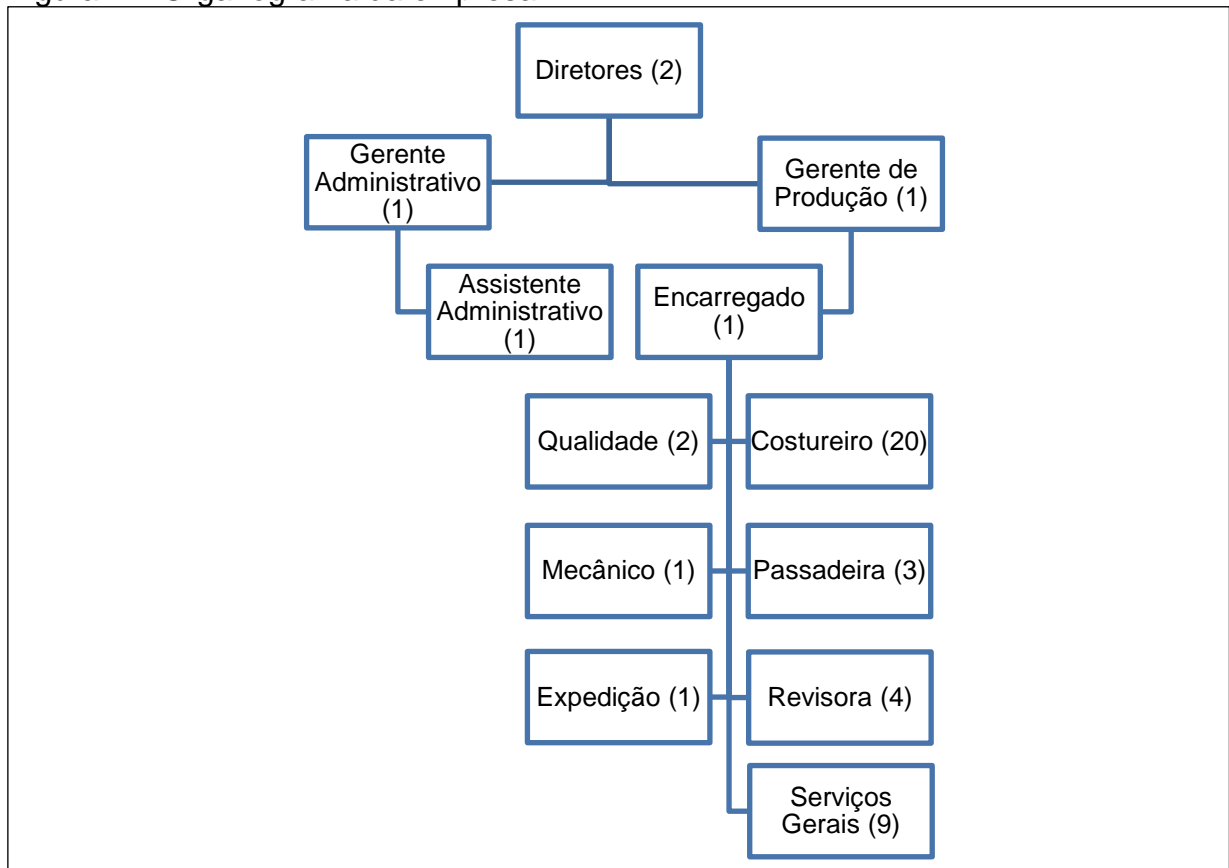 Diretores (2)
Gerente
Administrativo
(1)
Gerente de
Produção (1)
Assistente
Administrativo
(1)
Encarregado
(1)
Qualidade (2)
Costureiro (20)
Mecânico (1)
Passadeira (3)
Expedição (1)
Revisora (4)
Serviços
Gerais (9)